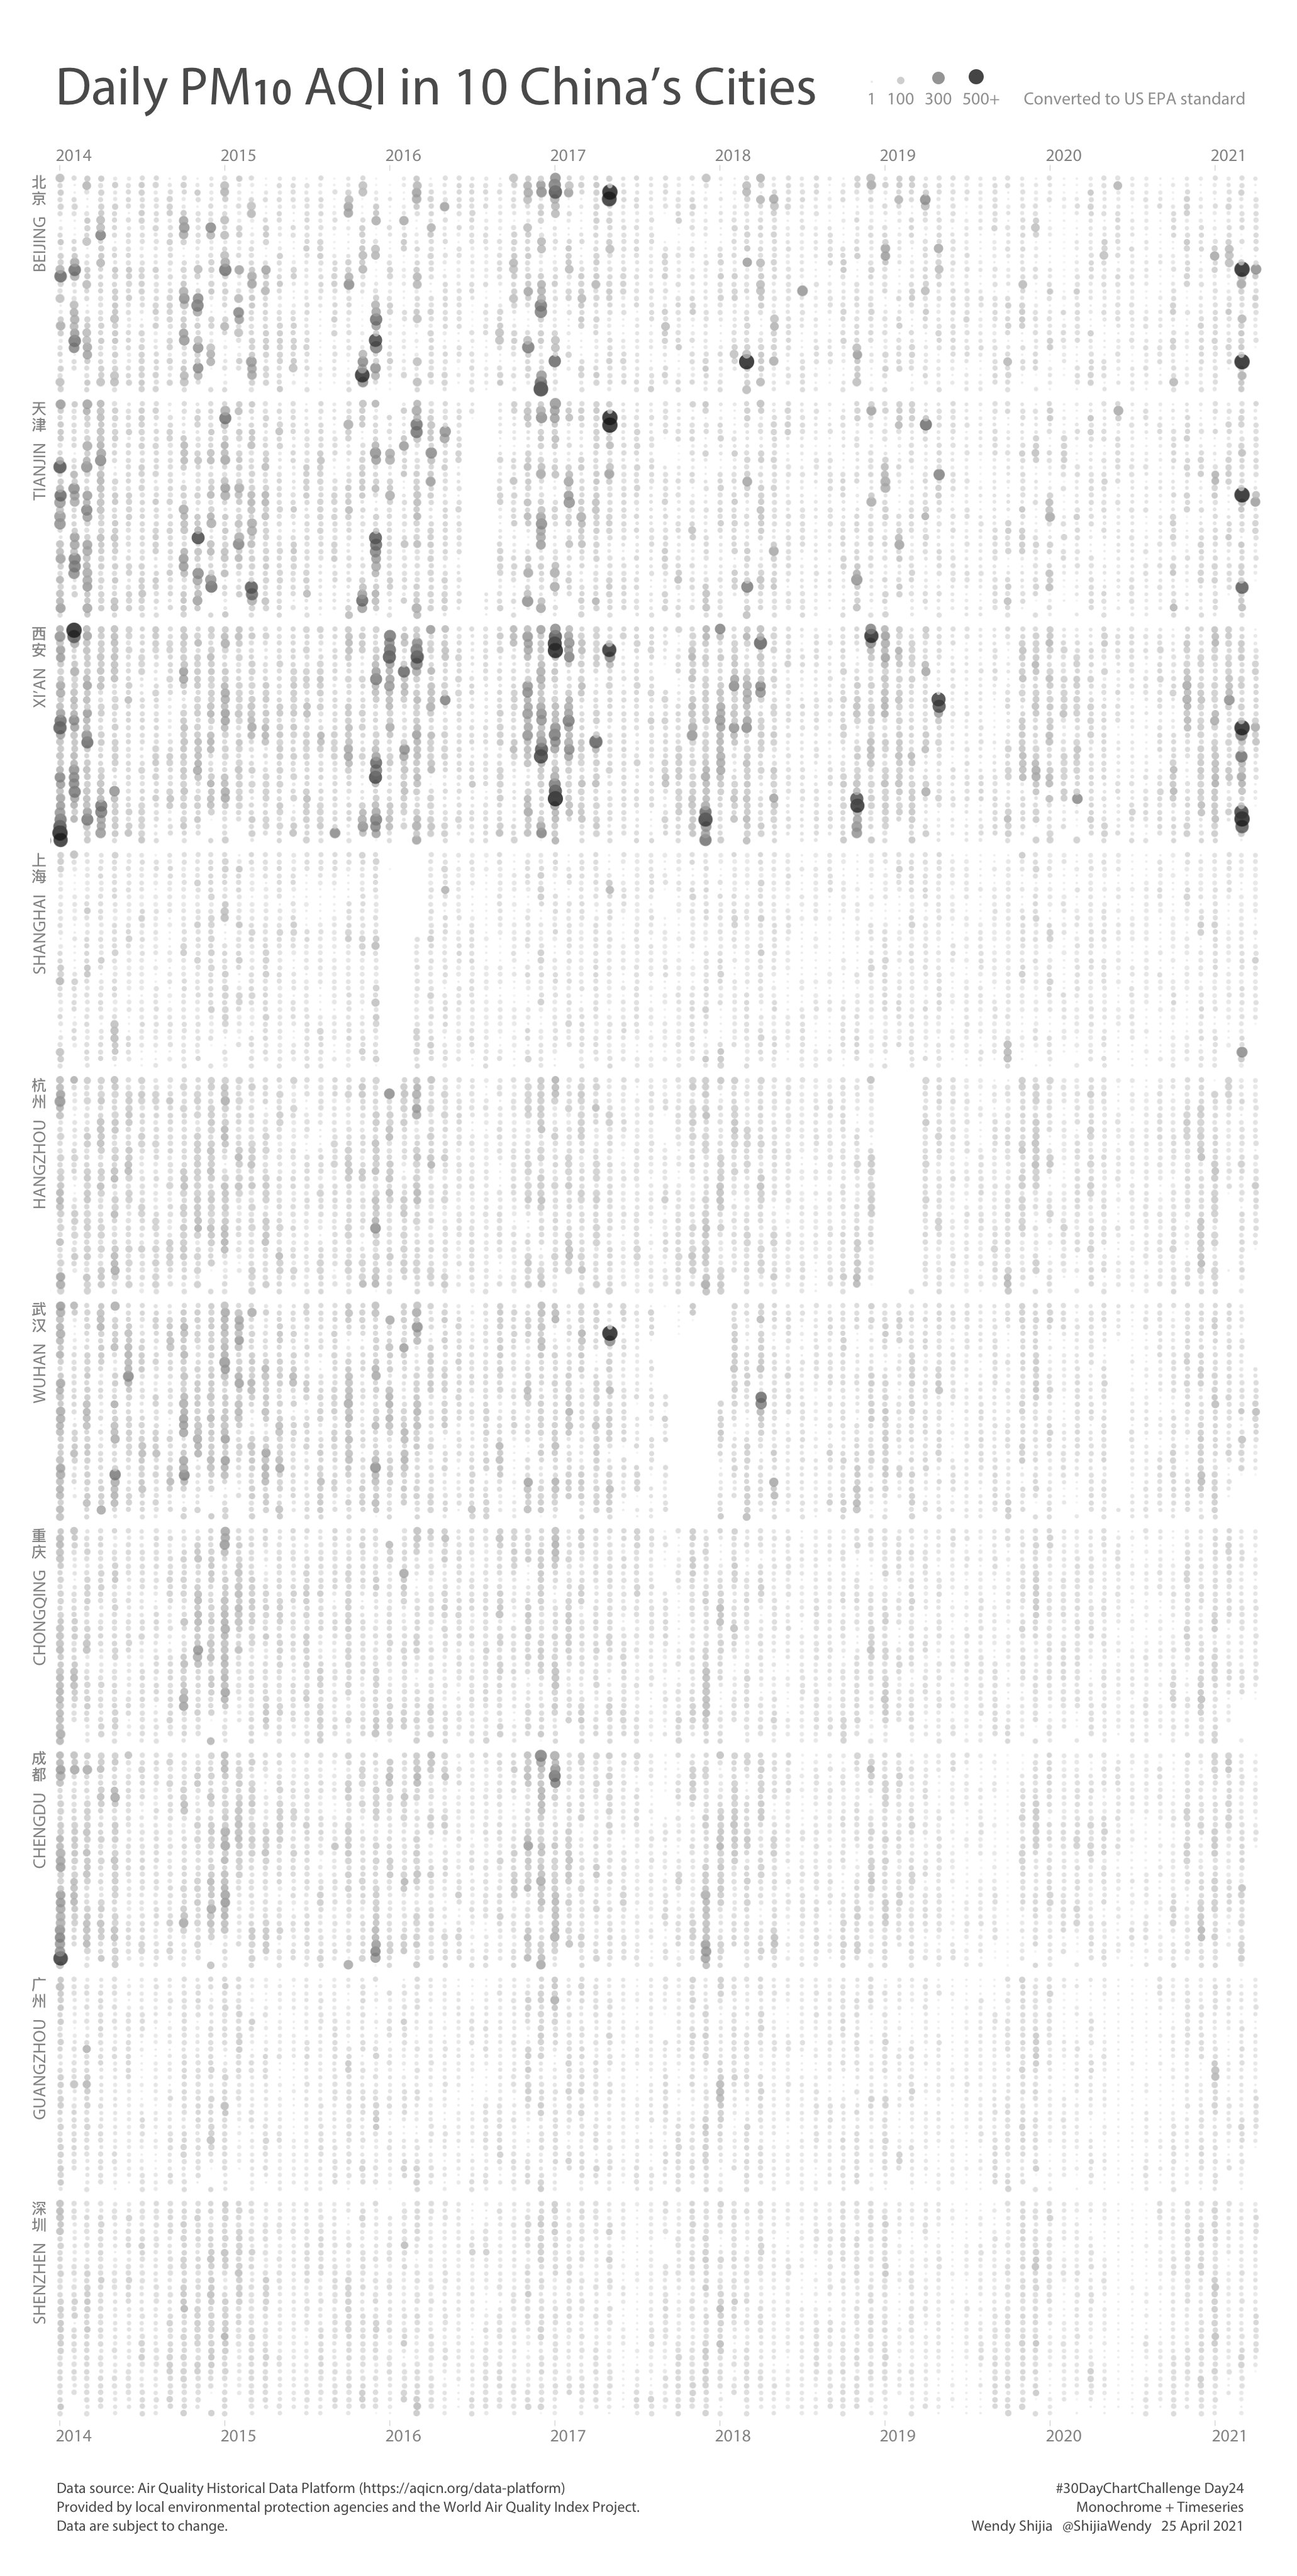 Daily PM10 AQI in 10 China's Cities
1 100 300 500+ Converted to US EPA standard
2014 2015 2016 2017 2018 2019 2020 2021
北京 BEIJING
天津 TIANJIN
西安 XI'AN
上海 SHANGHAI
杭州 HANGZHOU
武汉 WUHAN
重庆 CHONGQING
成都 CHENGDU
广州 GUANGZHOU
深圳 SHENZHEN
2014 2015 2016 2017 2018 2019 2020 2021
Data source: Air Quality Historical Data Platform (https://aqicn.org/data-platform)
Provided by local environmental protection agencies and the World Air Quality Index Project.
Data are subject to change.
#30DayChartChallenge Day24
Monochrome + Timeseries
Wendy Shijia @ShijiaWendy 25 April 2021